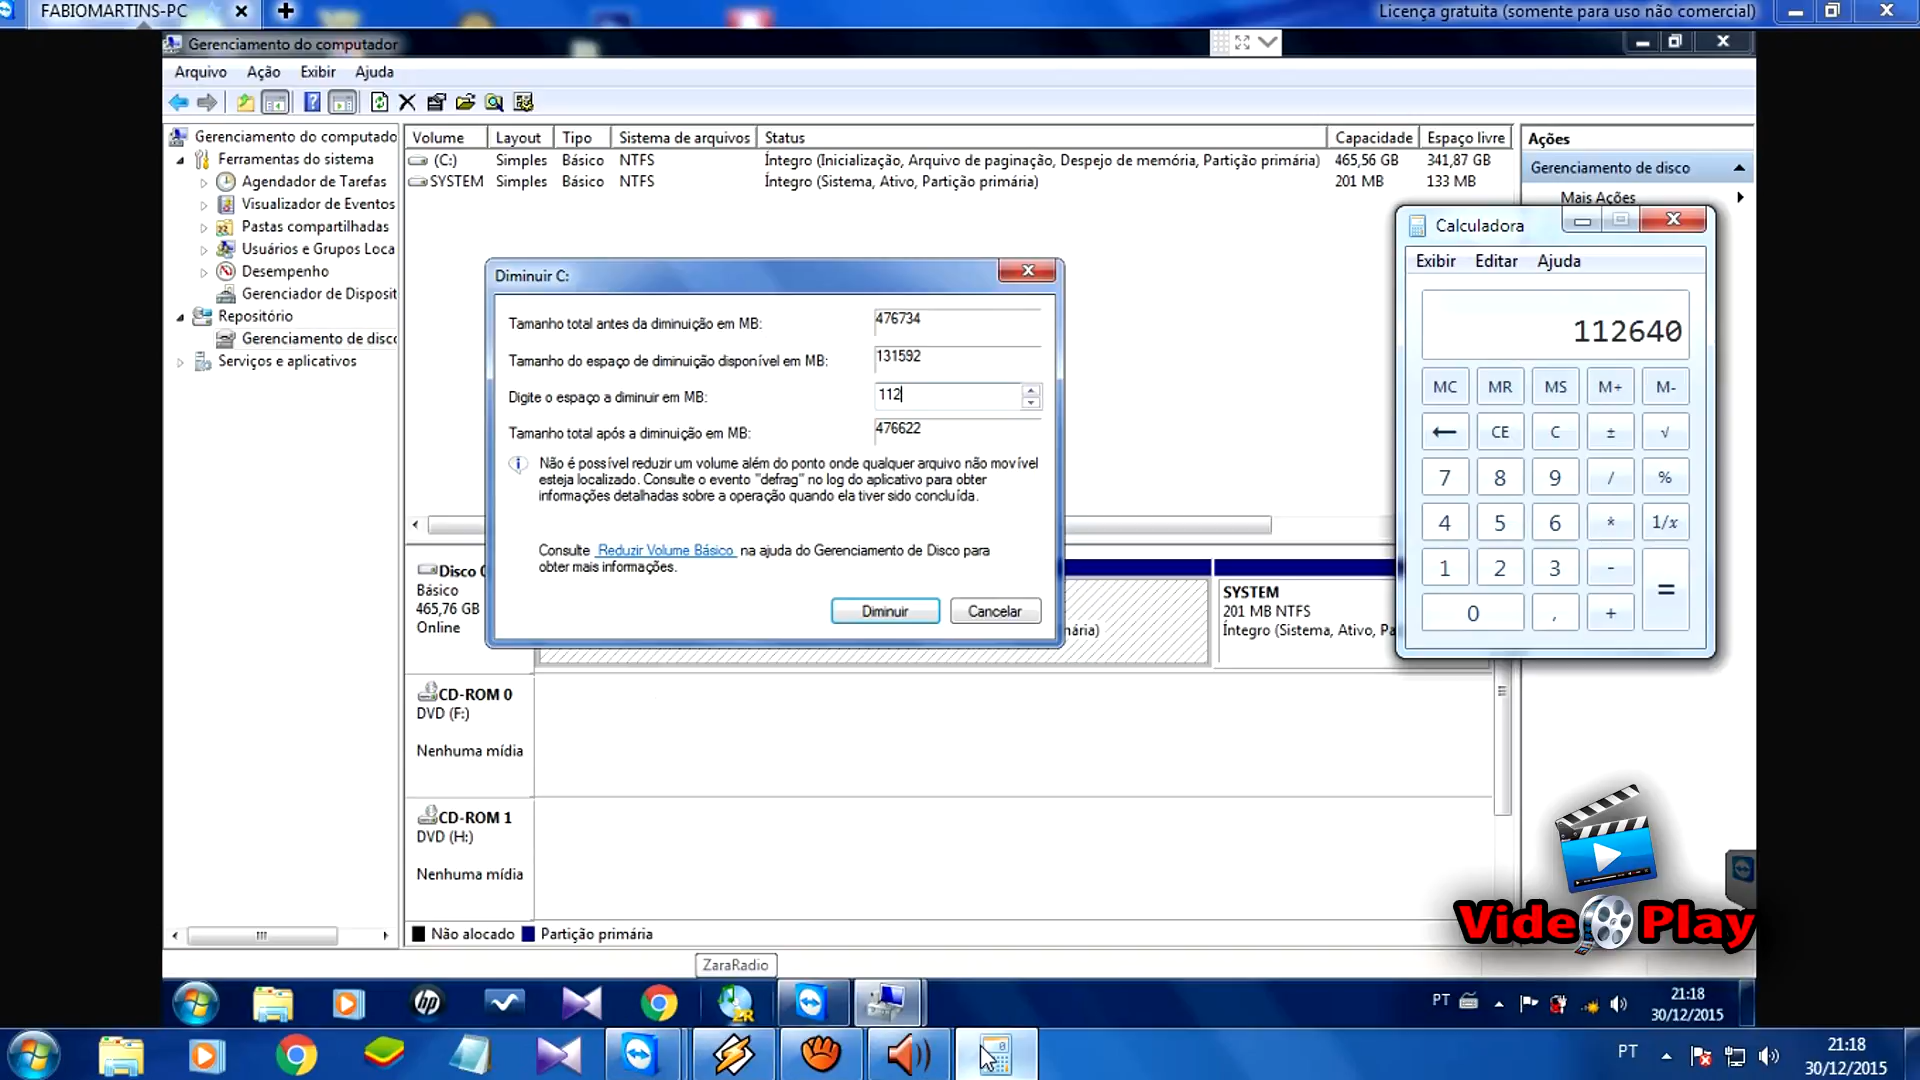 FABIOMARTINS-PC
Licença gratuita (somente para uso não comercial)
Gerenciamento do computador
Arquivo Ação Exibir Ajuda
Gerenciamento do computado
Ferramentas do sistema
Agendador de Tarefas
Visualizador de Eventos
Pastas compartilhadas
Usuários e Grupos Loca
Desempenho
Gerenciador de Disposit
Repositório
Gerenciamento de disco
Serviços e aplicativos
Volume Layout Tipo Sistema de arquivos Status Capacidade Espaço livre
(C:) Simples Básico NTFS Íntegro (Inicialização, Arquivo de paginação, Despejo de memória, Partição primária) 465,56 GB 341,87 GB
SYSTEM Simples Básico NTFS Íntegro (Sistema, Ativo, Partição primária) 201 MB 133 MB
Ações
Gerenciamento de disco
Mais Ações
Diminuir C:
Tamanho total antes da diminuição em MB: 476734
Tamanho do espaço de diminuição disponível em MB: 131592
Digite o espaço a diminuir em MB: 112
Tamanho total após a diminuição em MB: 476622
Não é possível reduzir um volume além do ponto onde qualquer arquivo não movível
esteja localizado. Consulte o evento "defrag" no log do aplicativo para obter
informações detalhadas sobre a operação quando ela tiver sido concluída.
Consulte Reduzir Volume Básico na ajuda do Gerenciamento de Disco para
obter mais informações.
Diminuir Cancelar
Calculadora
Exibir Editar Ajuda
112640
MC MR MS M+ M-
← CE C ± √
7 8 9 / %
4 5 6 * 1/x
1 2 3 - =
0 , +
Disco
Básico
465,76 GB
Online
nária)
SYSTEM
201 MB NTFS
Íntegro (Sistema, Ativo, Pa
CD-ROM 0
DVD (F:)
Nenhuma mídia
CD-ROM 1
DVD (H:)
Nenhuma mídia
Não alocado Partição primária
Video Play
ZaraRadio
hp
ZR
PT
21:18
30/12/2015
PT
21:18
30/12/2015